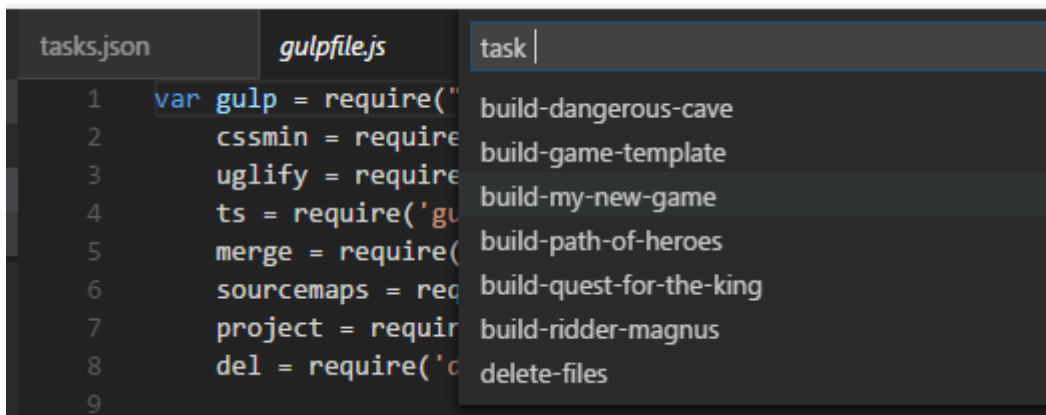 tasks.json gulpfile.js
task
1 var gulp = require("
2 cssmin = require
3 uglify = require
4 ts = require('gu
5 merge = require(
6 sourcemaps = req
7 project = requir
8 del = require('d
9
build-dangerous-cave
build-game-template
build-my-new-game
build-path-of-heroes
build-quest-for-the-king
build-ridder-magnus
delete-files